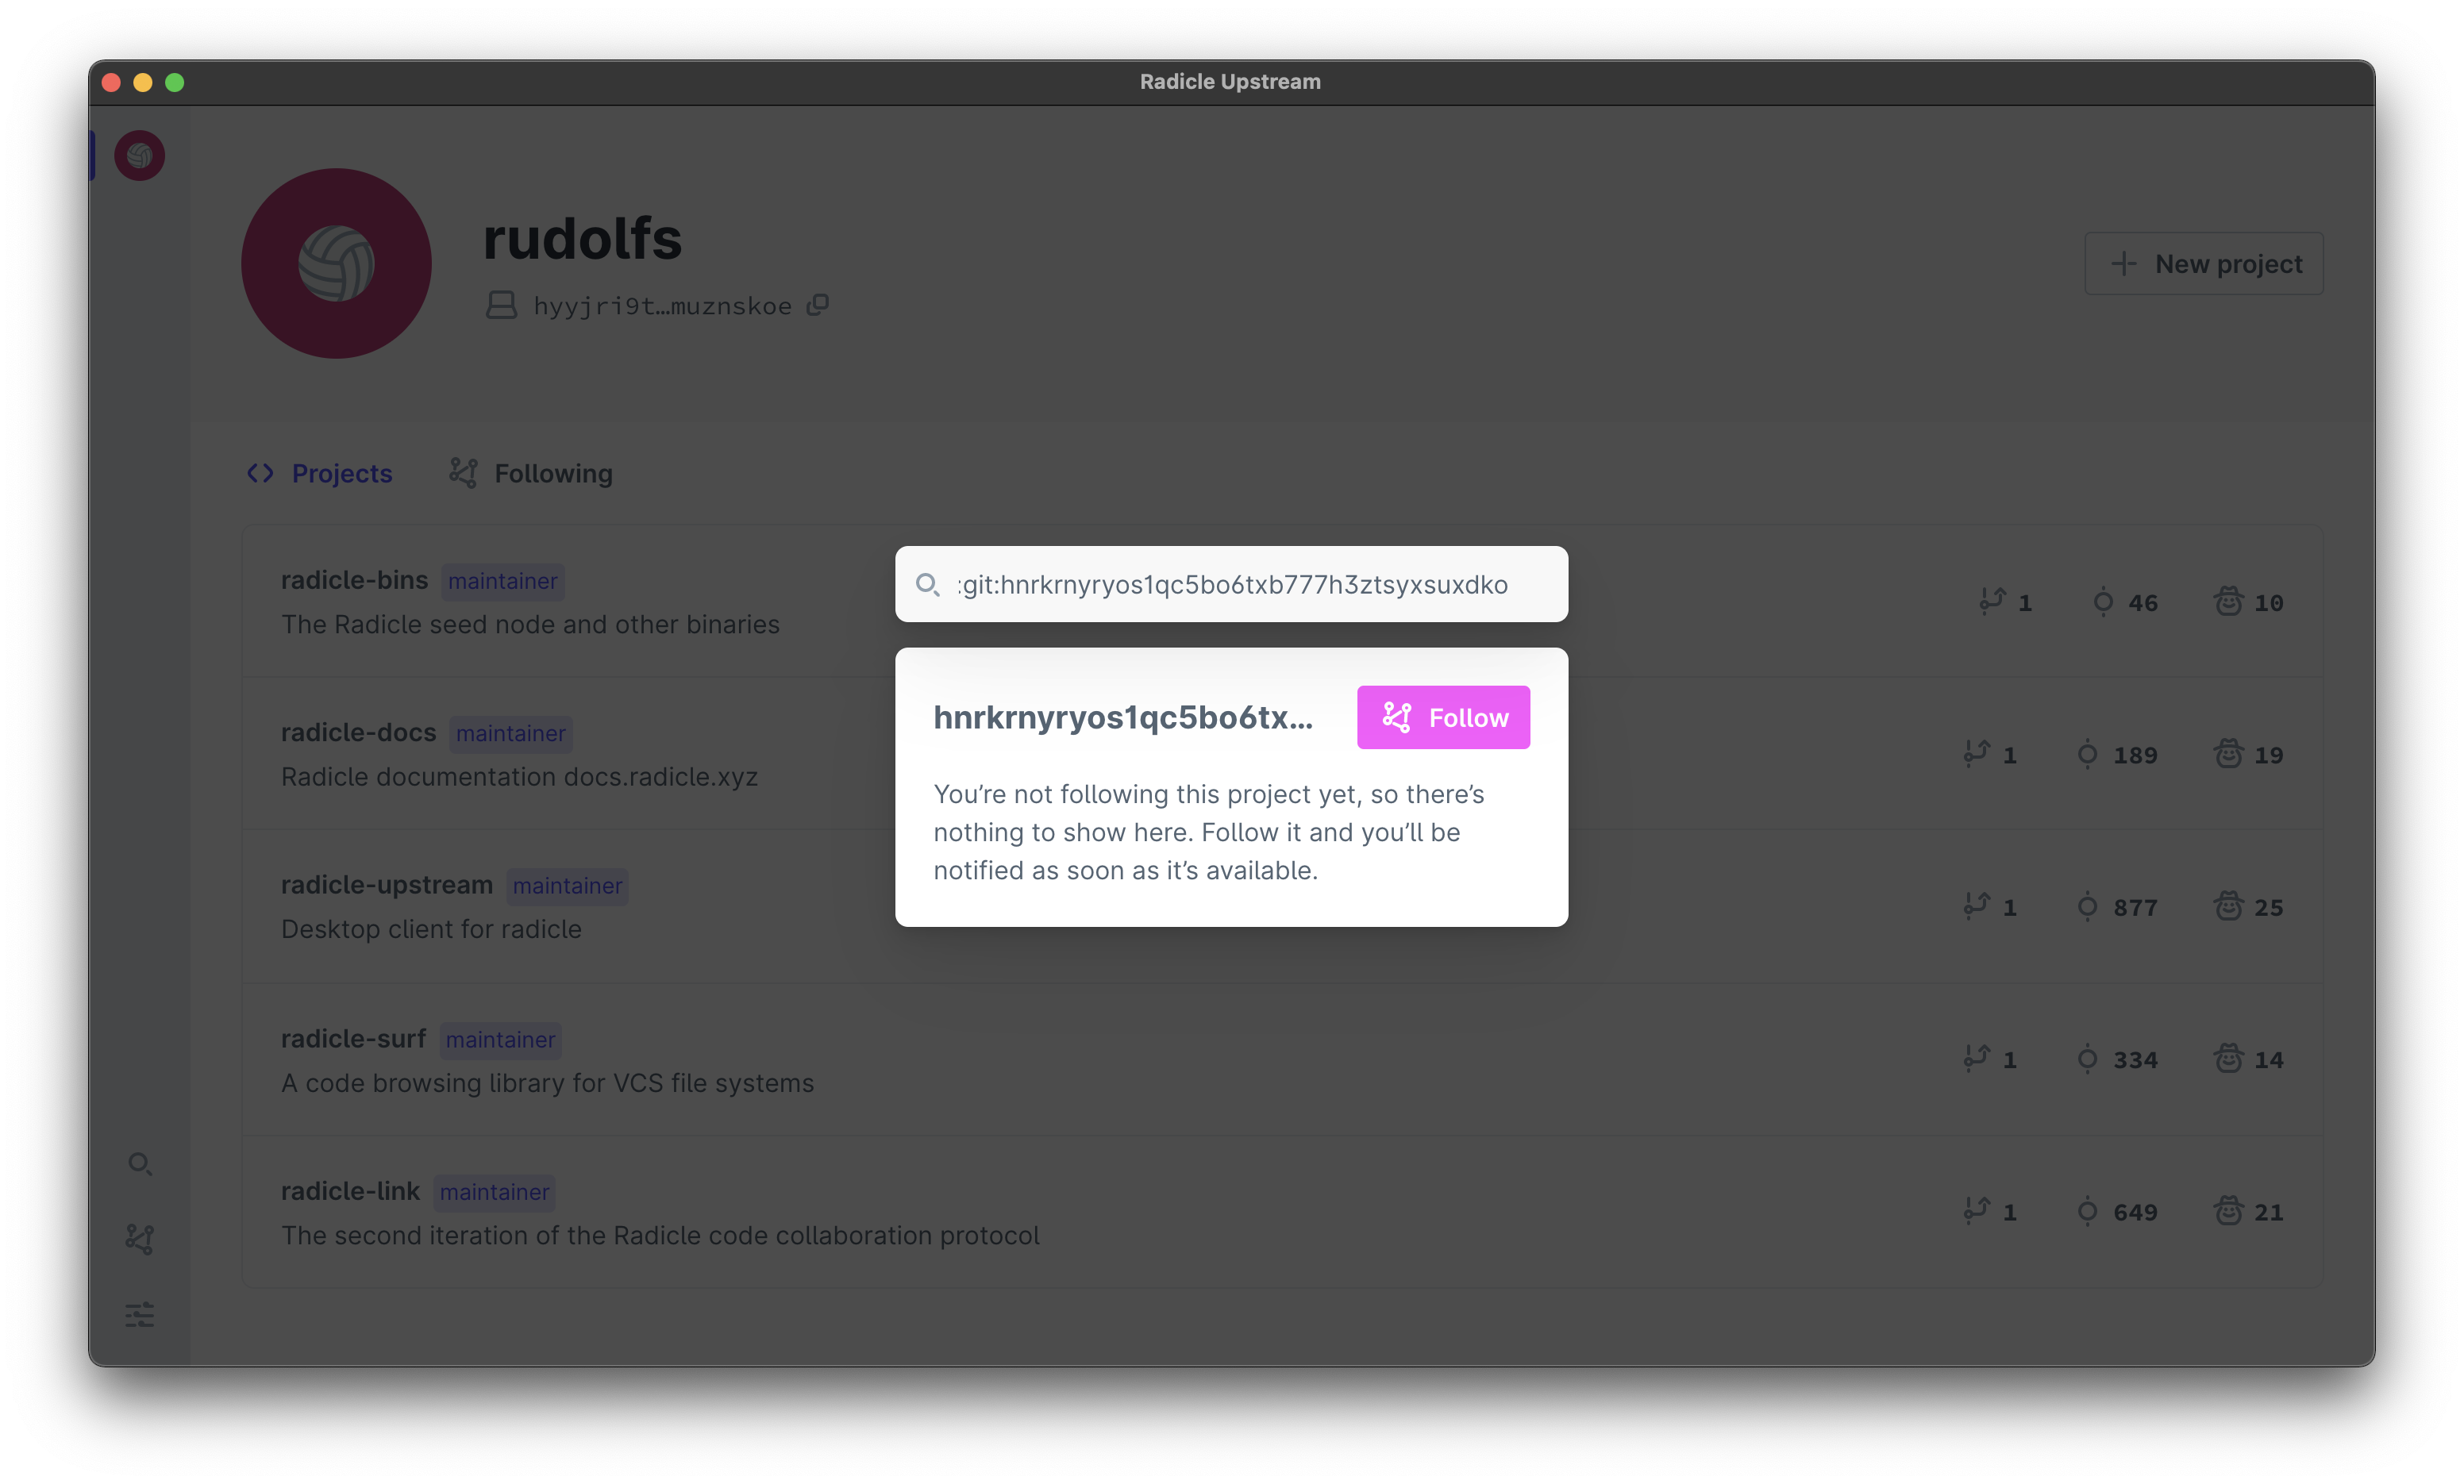 Radicle Upstream
rudolfs
hyyjri9t…muznskoe
New project
Projects
Following
radicle-bins maintainer
The Radicle seed node and other binaries
1 46 10
radicle-docs maintainer
Radicle documentation docs.radicle.xyz
1 189 19
radicle-upstream maintainer
Desktop client for radicle
1 877 25
radicle-surf maintainer
A code browsing library for VCS file systems
1 334 14
radicle-link maintainer
The second iteration of the Radicle code collaboration protocol
1 649 21
:git:hnrkrnyryos1qc5bo6txb777h3ztsyxsuxdko
hnrkrnyryos1qc5bo6tx…
Follow
You’re not following this project yet, so there’s
nothing to show here. Follow it and you’ll be
notified as soon as it’s available.